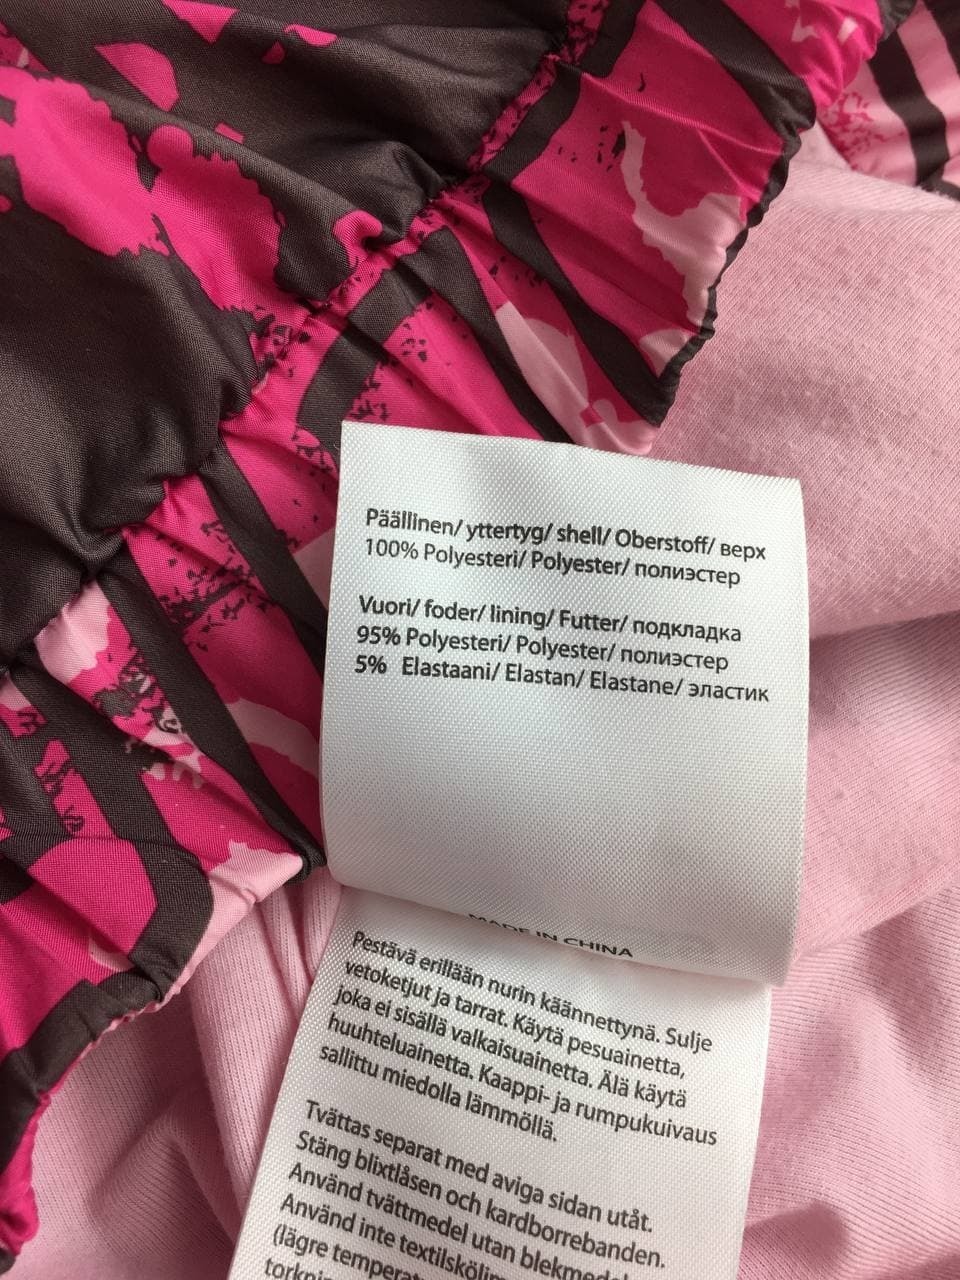 Päällinen/ yttertyg/ shell/ Oberstoff/ верх
100% Polyesteri/ Polyester/ полиэстер
Vuori/ foder/ lining/ Futter/ подкладка
95% Polyesteri/ Polyester/ полиэстер
5% Elastaani/ Elastan/ Elastane/ эластик
MADE IN CHINA
Pestävä erillään nurin käännettynä. Sulje
vetoketjut ja tarrat. Käytä pesuainetta,
joka ei sisällä valkaisuainetta. Älä käytä
huuhteluainetta. Kaappi- ja rumpukuivaus
sallittu miedolla lämmöllä.
Tvättas separat med aviga sidan utåt.
Stäng blixtlåsen och kardborrebanden.
Använd tvättmedel utan blekmedel
Använd inte
(lägre